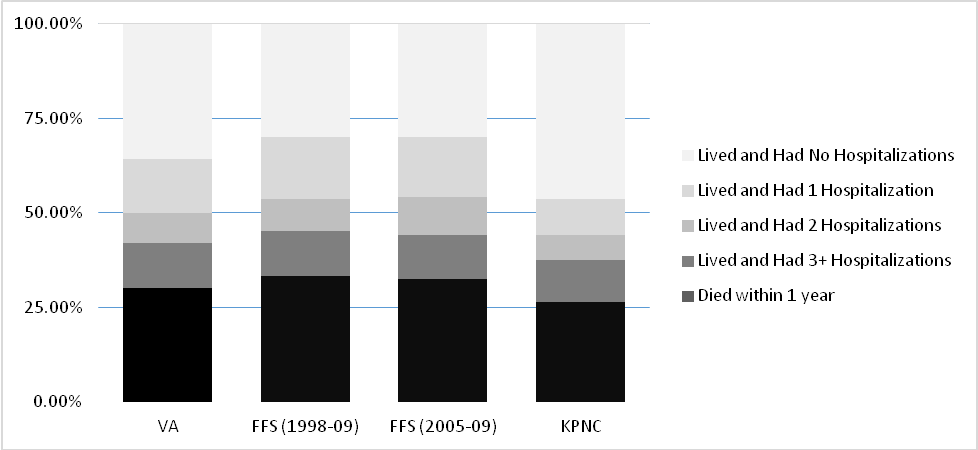 100.00%
75.00%
50.00%
25.00%
0.00%
VA FFS (1998-09) FFS (2005-09) KPNC
Lived and Had No Hospitalizations
Lived and Had 1 Hospitalization
Lived and Had 2 Hospitalizations
Lived and Had 3+ Hospitalizations
Died within 1 year